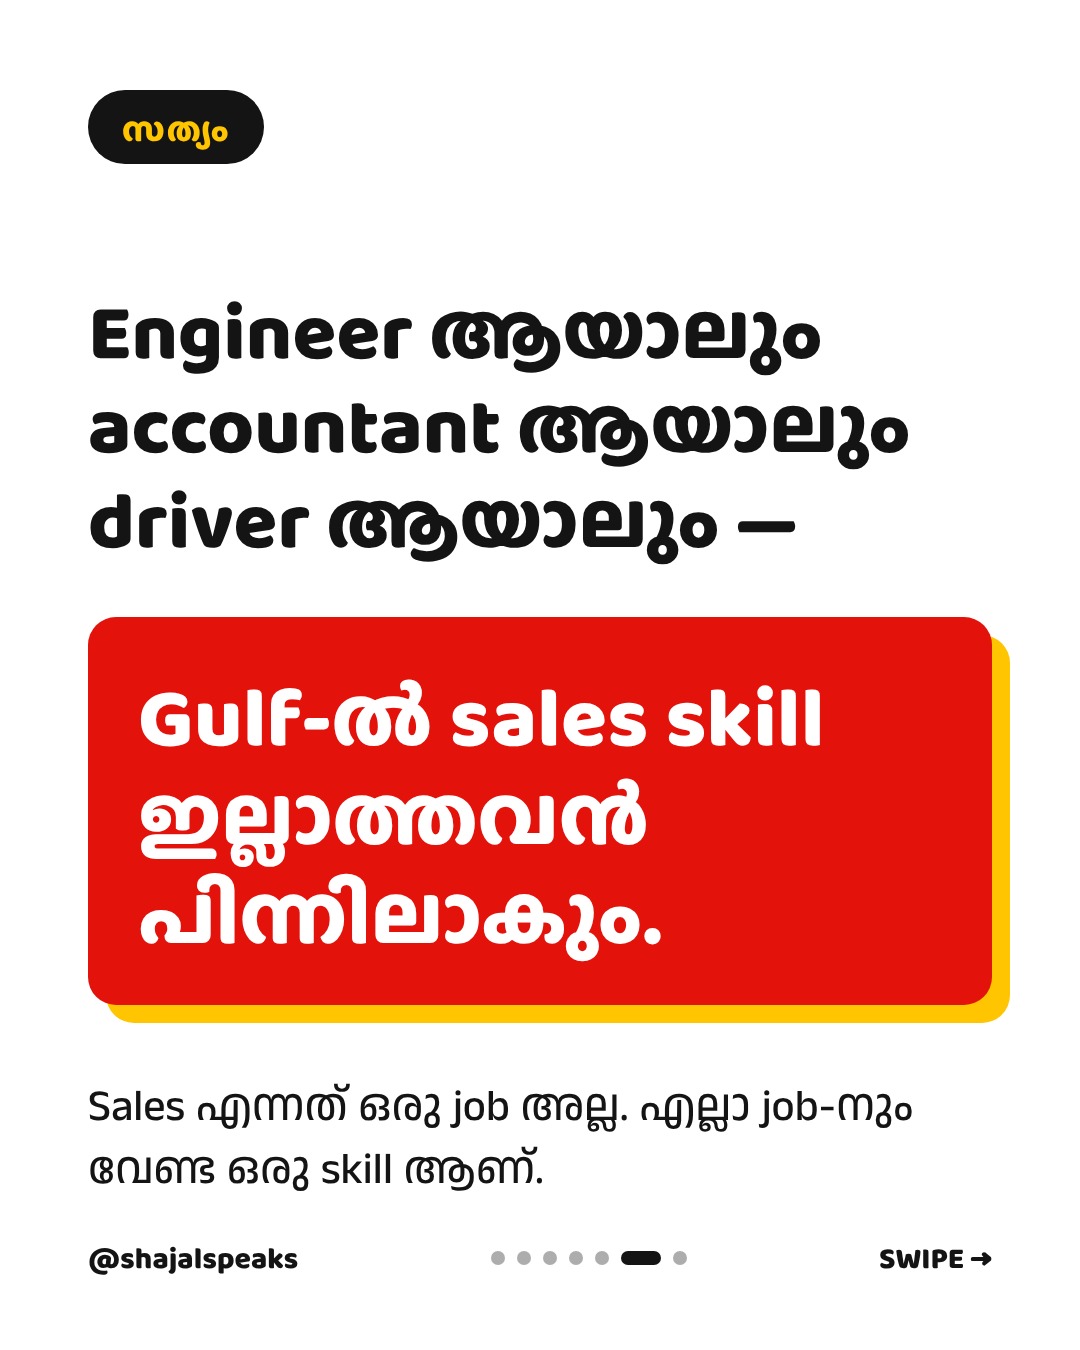 സത്യം
Engineer ആയാലും
accountant ആയാലും
driver ആയാലും —
Gulf-ൽ sales skill
ഇല്ലാത്തവൻ
പിന്നിലാകും.
Sales എന്നത് ഒരു job അല്ല. എല്ലാ job-നും
വേണ്ട ഒരു skill ആണ്.
@shajalspeaks
SWIPE →